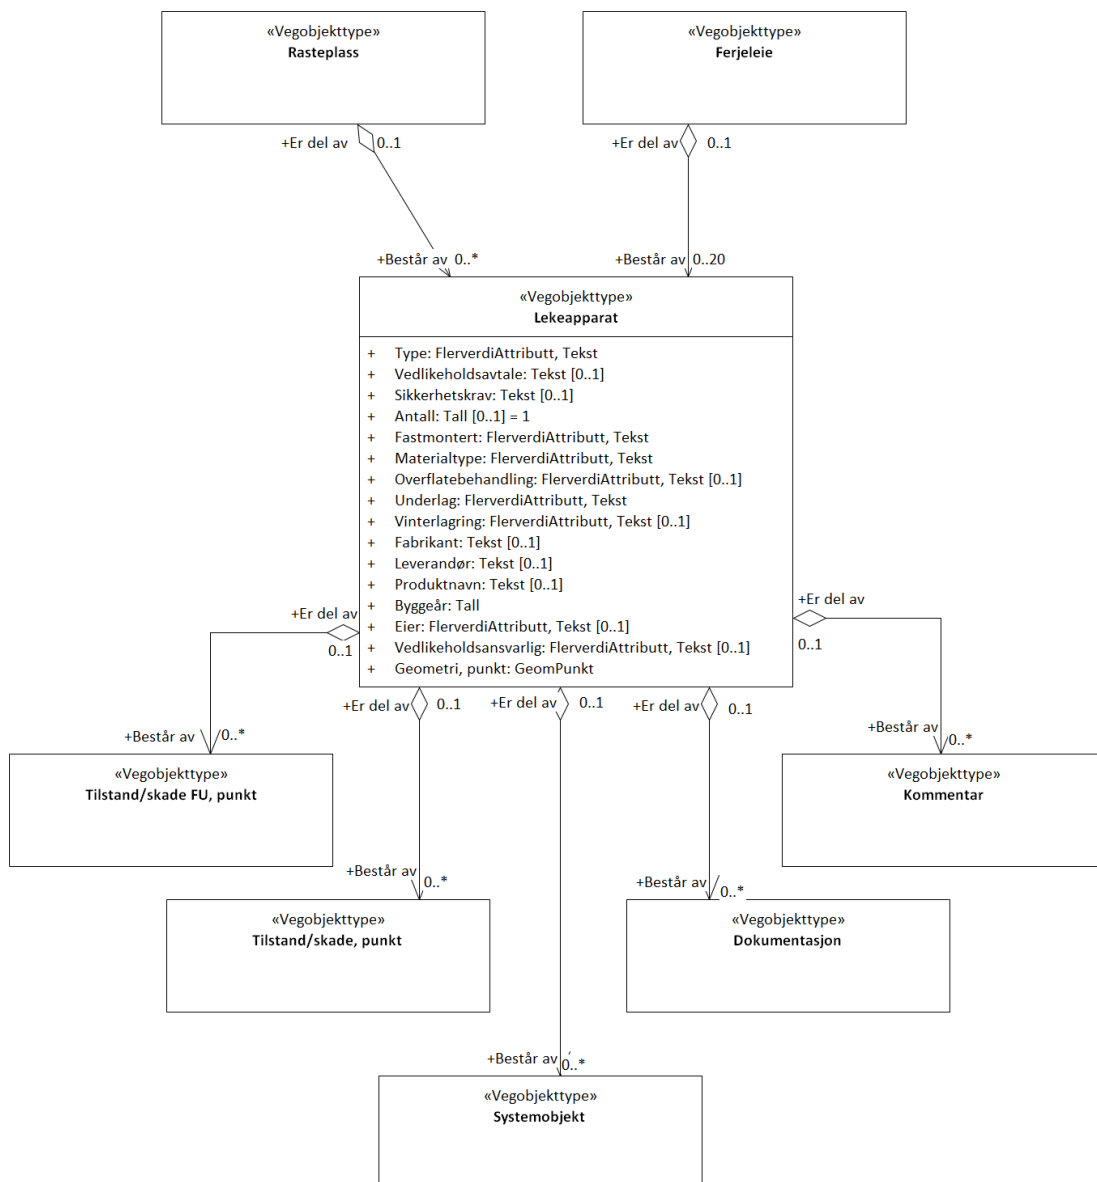 «Vegobjekttype»
Rasteplass
«Vegobjekttype»
Ferjeleie
+Er del av
0..1
+Er del av
0..1
+Består av
0..*
+Består av
0..20
«Vegobjekttype»
Lekeapparat
+ Type: FlerverdiAttributt, Tekst
+ Vedlikeholdsavtale: Tekst [0..1]
+ Sikkerhetskrav: Tekst [0..1]
+ Antall: Tall [0..1] = 1
+ Fastmontert: FlerverdiAttributt, Tekst
+ Materialtype: FlerverdiAttributt, Tekst
+ Overflatebehandling: FlerverdiAttributt, Tekst [0..1]
+ Underlag: FlerverdiAttributt, Tekst
+ Vinterlagring: FlerverdiAttributt, Tekst [0..1]
+ Fabrikant: Tekst [0..1]
+ Leverandør: Tekst [0..1]
+ Produktnavn: Tekst [0..1]
+ Byggeår: Tall
+ Eier: FlerverdiAttributt, Tekst [0..1]
+ Vedlikeholdsansvarlig: FlerverdiAttributt, Tekst [0..1]
+ Geometri, punkt: GeomPunkt
+Er del av
0..1
+Er del av
0..1
+Er del av
0..1
+Er del av
0..1
+Er del av
0..1
+Består av
0..*
+Består av
0..*
«Vegobjekttype»
Tilstand/skade FU, punkt
«Vegobjekttype»
Kommentar
+Består av
0..*
+Består av
0..*
«Vegobjekttype»
Tilstand/skade, punkt
«Vegobjekttype»
Dokumentasjon
+Består av
0..*
«Vegobjekttype»
Systemobjekt